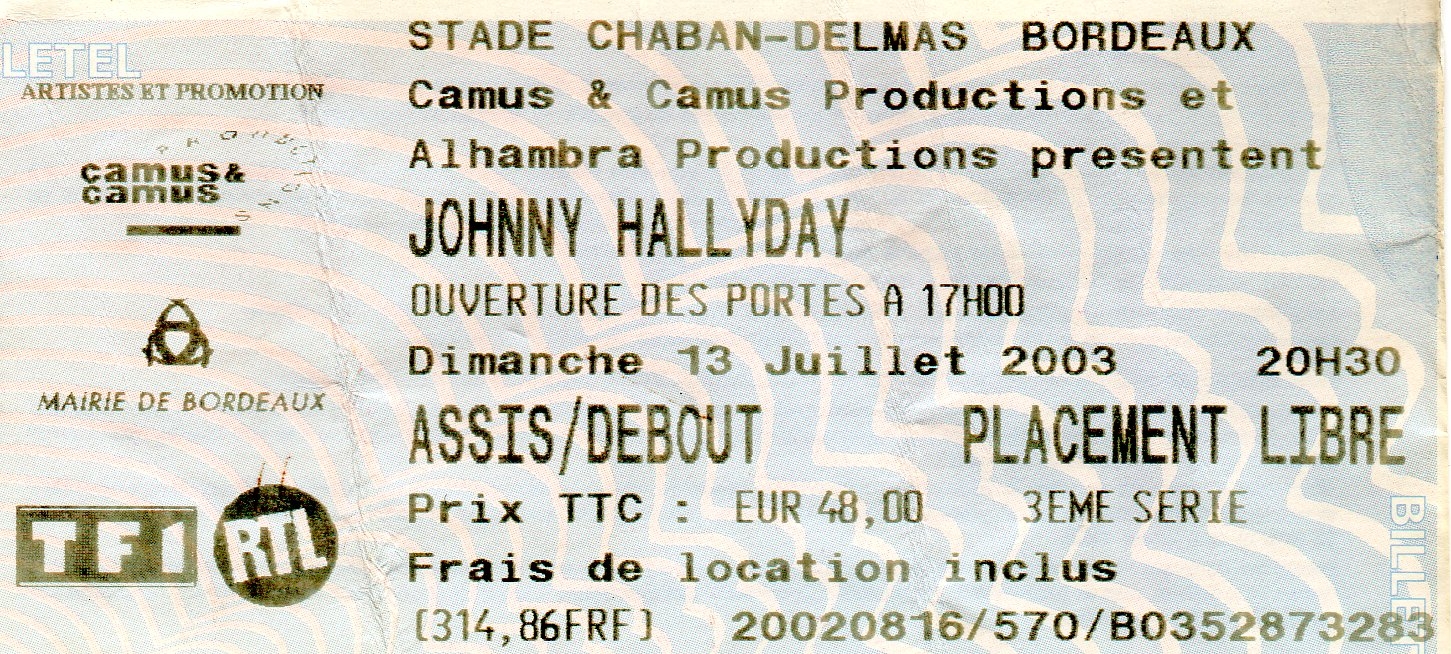 LETEL
ARTISTES ET PROMOTION
camus&
camus
PRODUCTIONS
MAIRIE DE BORDEAUX
TF1
RTL
STADE CHABAN-DELMAS BORDEAUX
Camus & Camus Productions et
Alhambra Productions presentent
JOHNNY HALLYDAY
OUVERTURE DES PORTES A 17H00
Dimanche 13 Juillet 2003 20H30
ASSIS/DEBOUT PLACEMENT LIBRE
Prix TTC : EUR 48,00 3EME SERIE
Frais de location inclus
(314,86FRF) 20020816/570/B0352873283
BILLET